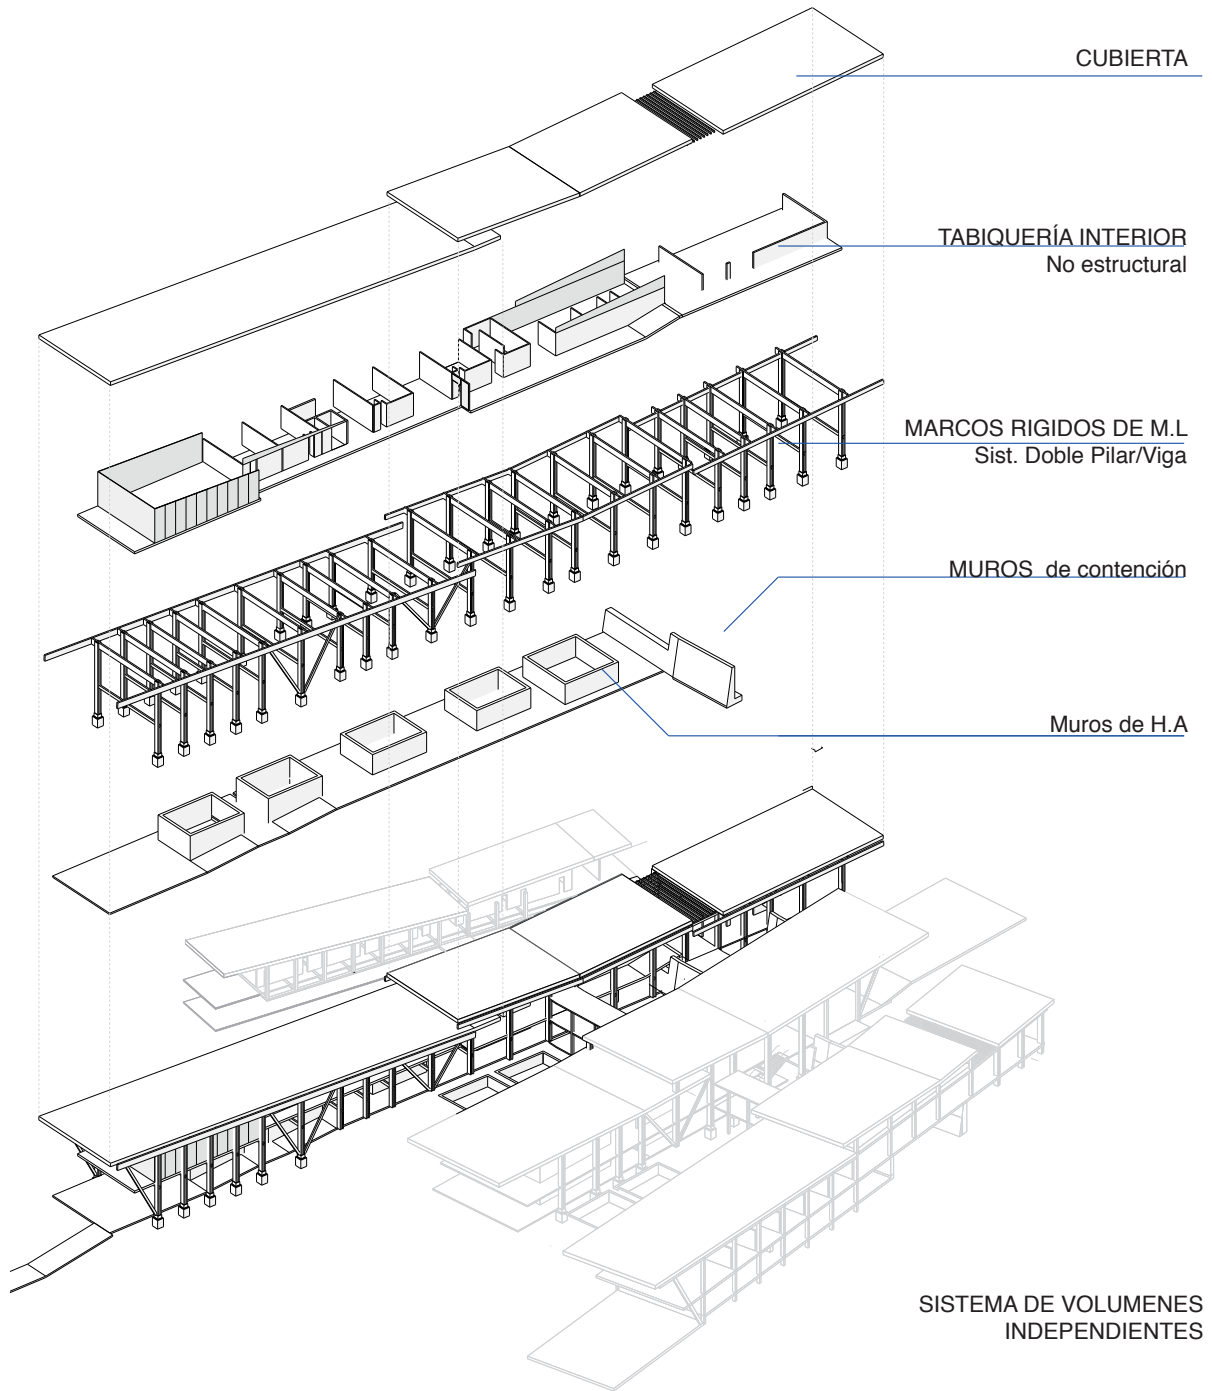 CUBIERTA
TABIQUERÍA INTERIOR
No estructural
MARCOS RIGIDOS DE M.L
Sist. Doble Pilar/Viga
MUROS de contención
Muros de H.A
SISTEMA DE VOLUMENES
INDEPENDIENTES